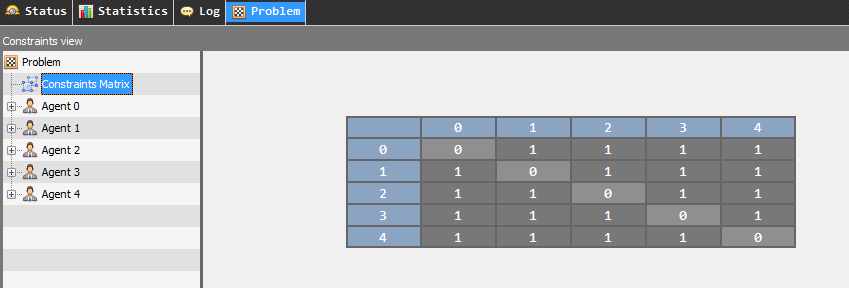 Status Statistics Log Problem
Constraints view
Problem
Constraints Matrix
Agent 0
Agent 1
Agent 2
Agent 3
Agent 4
0 1 2 3 4
0 0 1 1 1 1
1 1 0 1 1 1
2 1 1 0 1 1
3 1 1 1 0 1
4 1 1 1 1 0